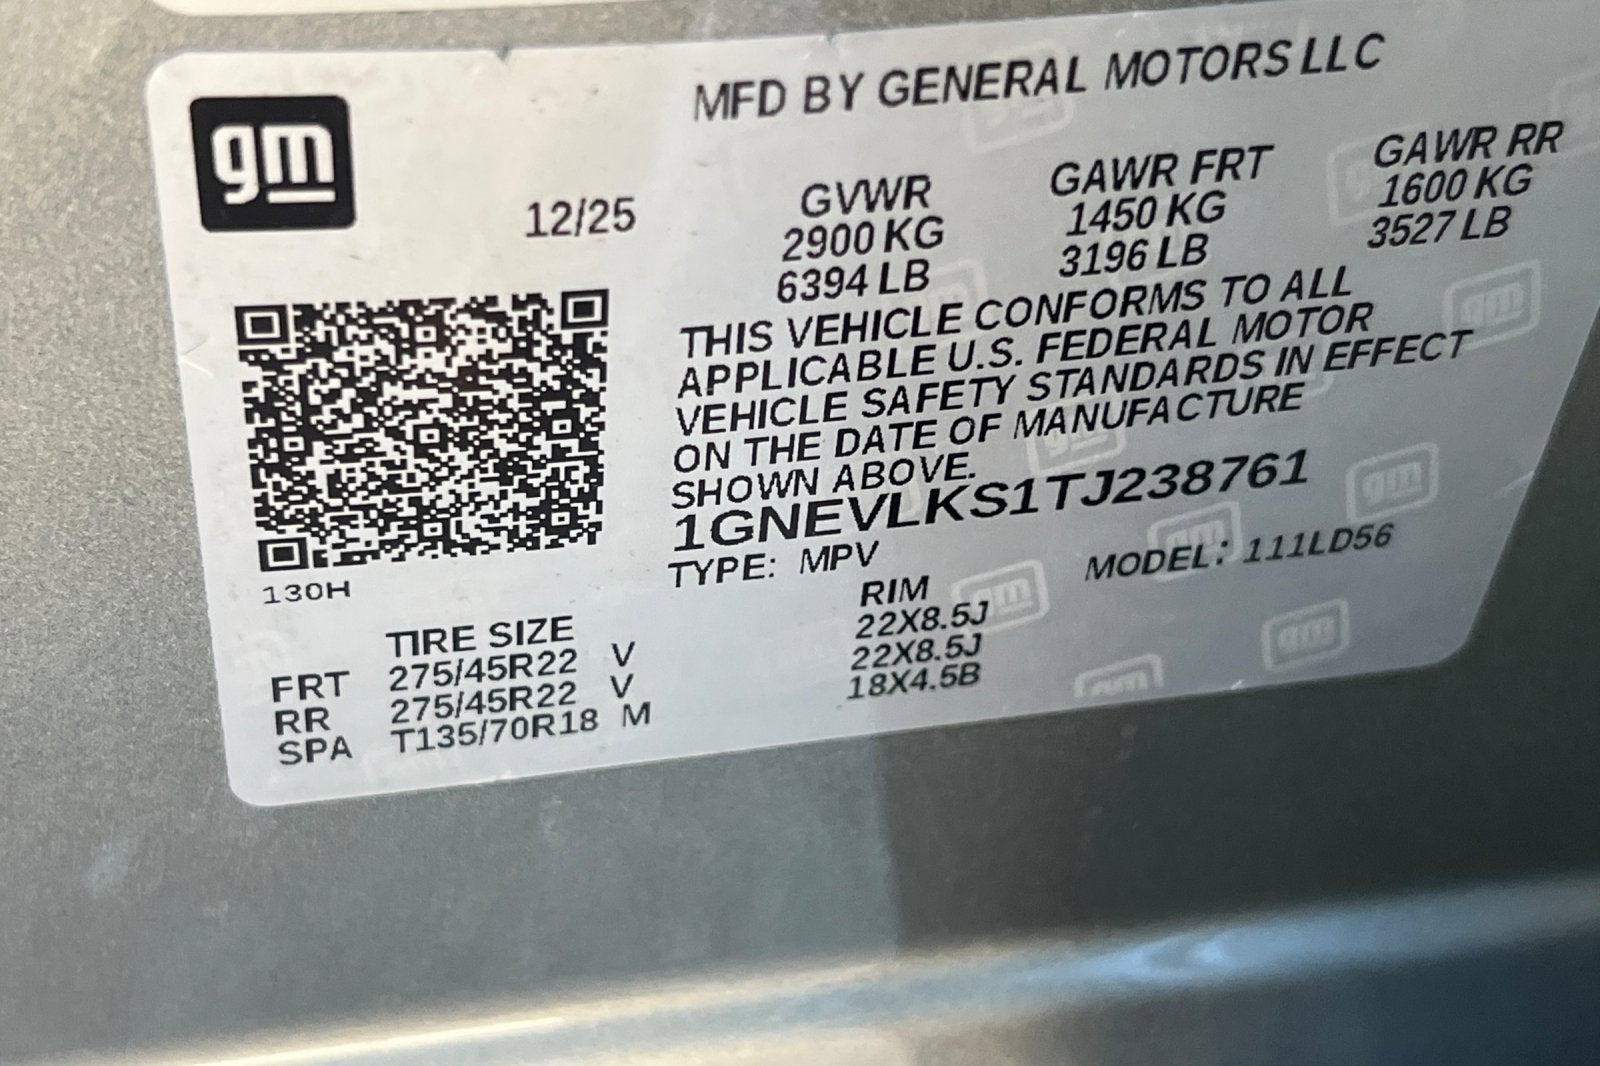 gm
MFD BY GENERAL MOTORS LLC
12/25
GVWR GAWR FRT GAWR RR
2900 KG 1450 KG 1600 KG
6394 LB 3196 LB 3527 LB
THIS VEHICLE CONFORMS TO ALL
APPLICABLE U.S. FEDERAL MOTOR
VEHICLE SAFETY STANDARDS IN EFFECT
ON THE DATE OF MANUFACTURE
SHOWN ABOVE.
1GNEVLKS1TJ238761
TYPE: MPV MODEL: 111LD56
130H
TIRE SIZE RIM
FRT 275/45R22 V 22X8.5J
RR 275/45R22 V 22X8.5J
SPA T135/70R18 M 18X4.5B